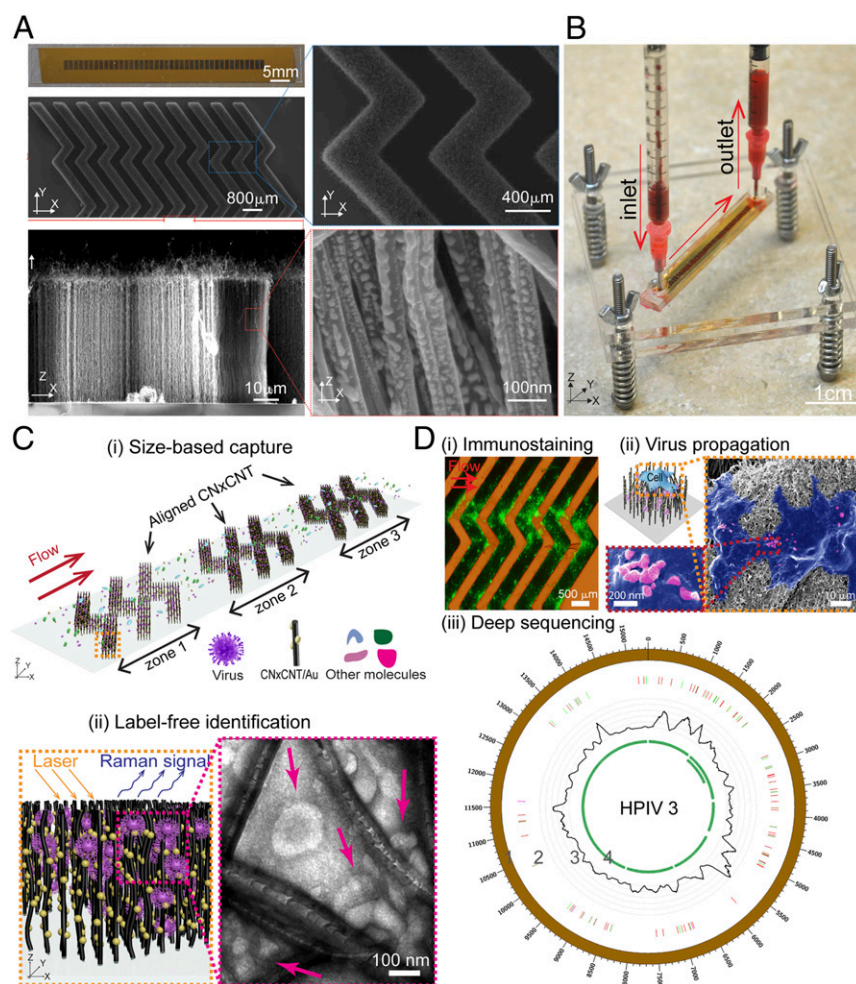 A
5mm
Y
X
800μm
Y
X
400μm
Z
X
10μm
Z
X
100nm
B
inlet
outlet
Z
Y
X
1cm
C
(i) Size-based capture
Aligned CNxCNT
Flow
zone 1
zone 2
zone 3
Z
Y
X
Virus
CNxCNT/Au
Other molecules
(ii) Label-free identification
Laser
Raman signal
Z
Y
X
100 nm
D
(i) Immunostaining
Flow
500 μm
(ii) Virus propagation
Cell
200 nm
10 μm
(iii) Deep sequencing
0
500
1000
1500
2000
2500
3000
3500
4000
4500
5000
5500
6000
6500
7000
7500
8000
8500
9000
9500
10000
10500
11000
11500
12000
12500
13000
13500
14000
14500
15000
1
2
3
4
HPIV 3